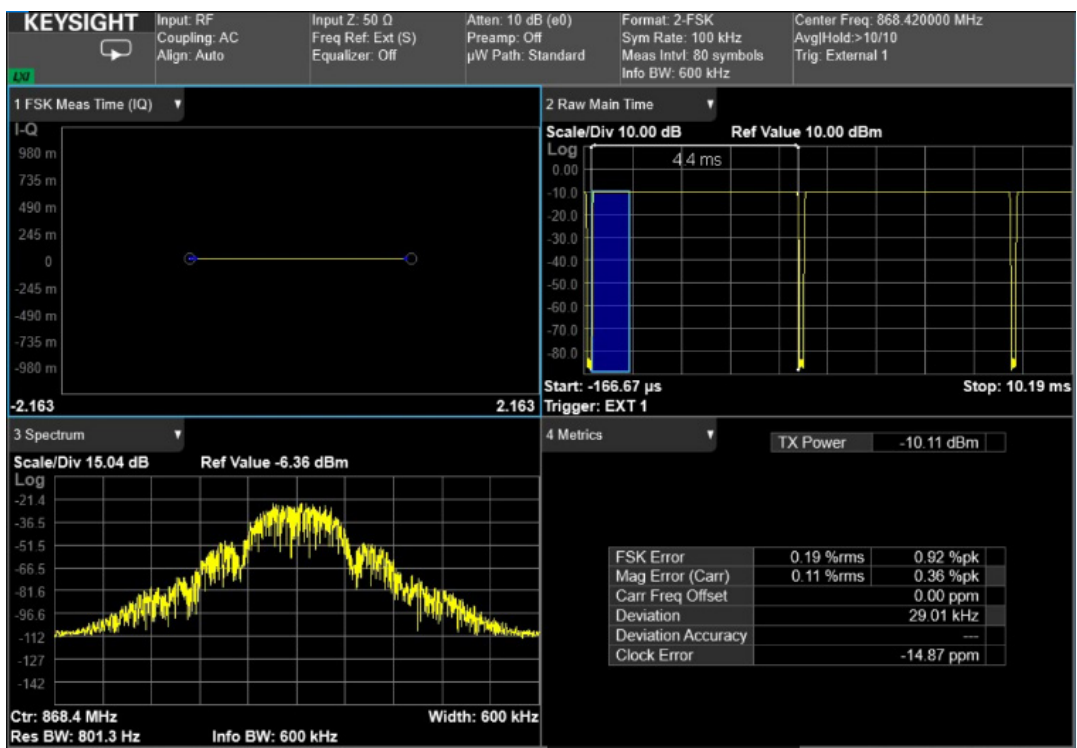 KEYSIGHT
LXI
Input: RF
Coupling: AC
Align: Auto
Input Z: 50 Ω
Freq Ref: Ext (S)
Equalizer: Off
Atten: 10 dB (e0)
Preamp: Off
µW Path: Standard
Format: 2-FSK
Sym Rate: 100 kHz
Meas Intvl: 80 symbols
Info BW: 600 kHz
Center Freq: 868.420000 MHz
Avg|Hold:>10/10
Trig: External 1
1 FSK Meas Time (IQ)
I-Q
980 m
735 m
490 m
245 m
0
-245 m
-490 m
-735 m
-980 m
-2.163
2.163
2 Raw Main Time
Scale/Div 10.00 dB
Ref Value 10.00 dBm
Log
4.4 ms
0.00
-10.0
-20.0
-30.0
-40.0
-50.0
-60.0
-70.0
-80.0
Start: -166.67 µs
Stop: 10.19 ms
Trigger: EXT 1
3 Spectrum
Scale/Div 15.04 dB
Ref Value -6.36 dBm
Log
-21.4
-36.5
-51.5
-66.5
-81.6
-96.6
-112
-127
-142
Ctr: 868.4 MHz
Width: 600 kHz
Res BW: 801.3 Hz
Info BW: 600 kHz
4 Metrics
TX Power -10.11 dBm
FSK Error 0.19 %rms 0.92 %pk
Mag Error (Carr) 0.11 %rms 0.36 %pk
Carr Freq Offset 0.00 ppm
Deviation 29.01 kHz
Deviation Accuracy ---
Clock Error -14.87 ppm